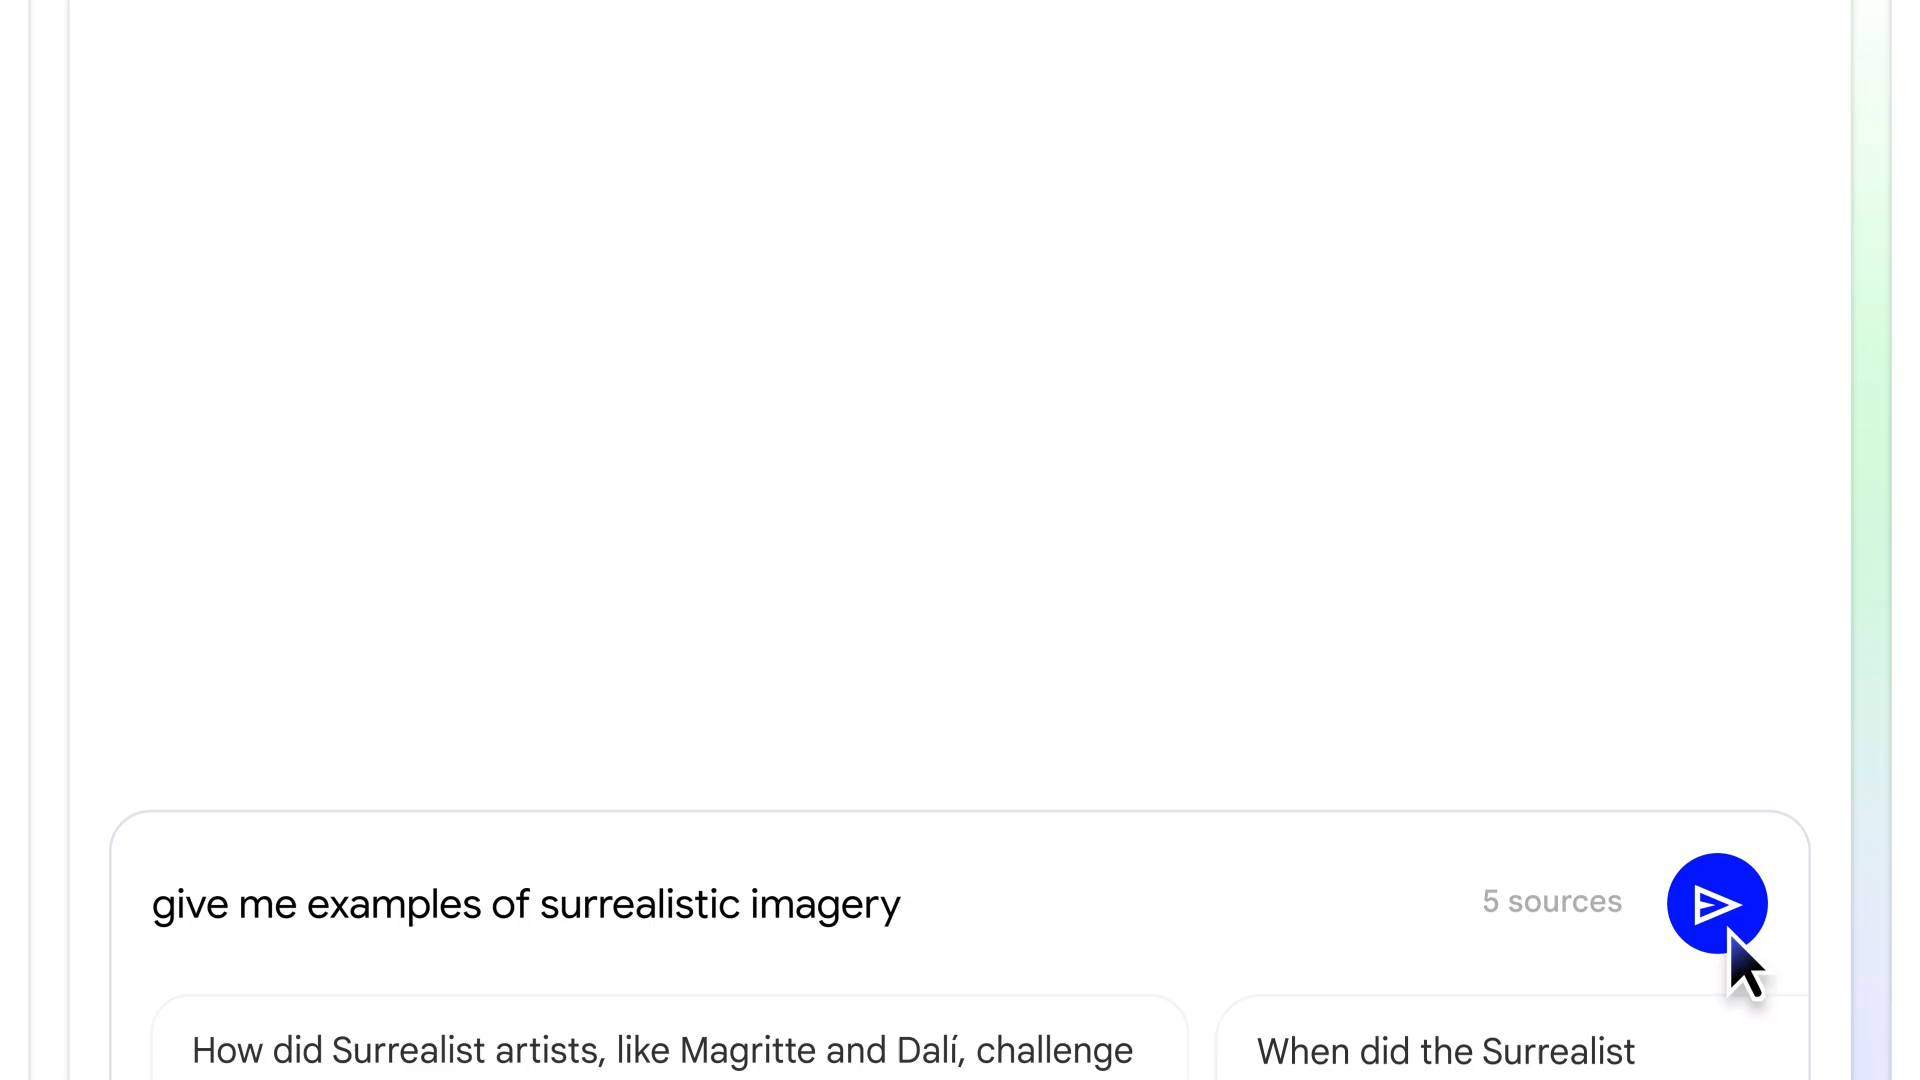 give me examples of surrealistic imagery
5 sources
How did Surrealist artists, like Magritte and Dalí, challenge
When did the Surrealist